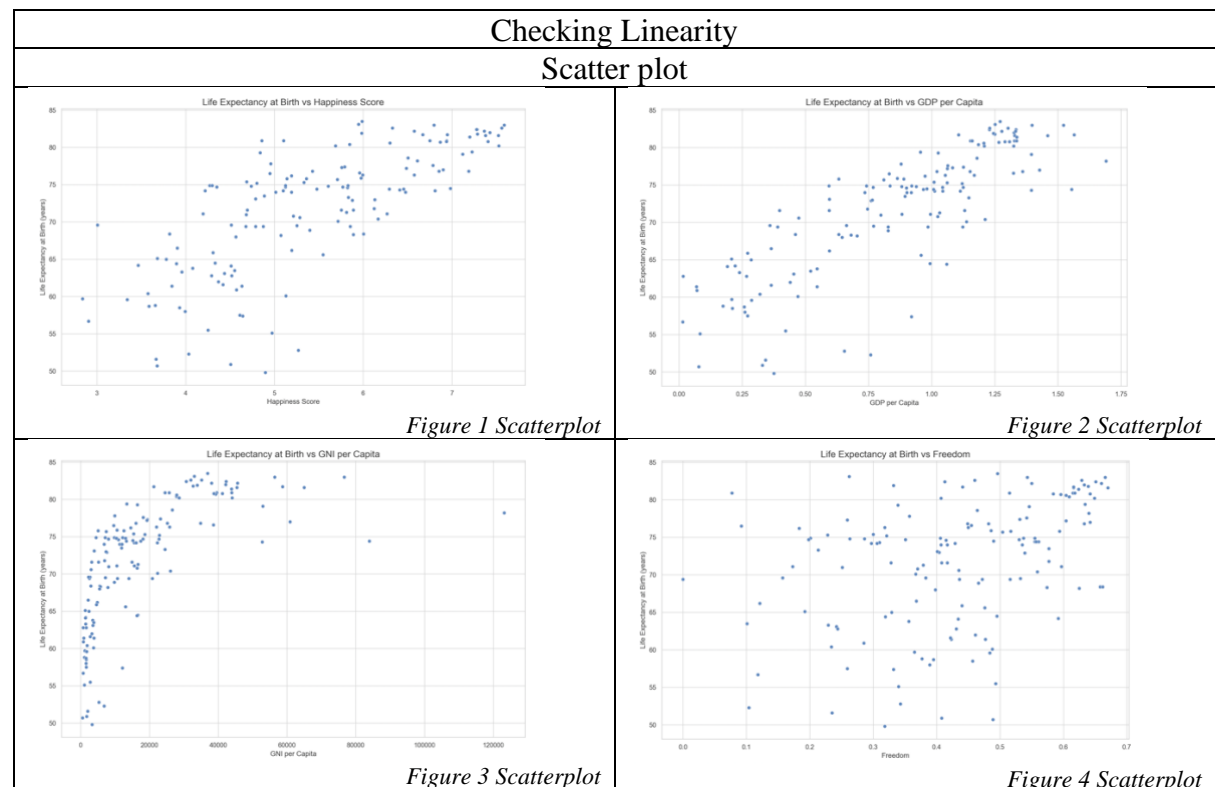 Checking Linearity
Scatter plot
Life Expectancy at Birth vs Happiness Score
85
80
75
70
65
60
55
50
Life Expectancy at Birth (years)
3 4 5 6 7
Happiness Score
Figure 1 Scatterplot
Life Expectancy at Birth vs GDP per Capita
85
80
75
70
65
60
55
50
Life Expectancy at Birth (years)
0.00 0.25 0.50 0.75 1.00 1.25 1.50 1.75
GDP per Capita
Figure 2 Scatterplot
Life Expectancy at Birth vs GNI per Capita
85
80
75
70
65
60
55
50
Life Expectancy at Birth (years)
0 20000 40000 60000 80000 100000 120000
GNI per Capita
Figure 3 Scatterplot
Life Expectancy at Birth vs Freedom
85
80
75
70
65
60
55
50
Life Expectancy at Birth (years)
0.0 0.1 0.2 0.3 0.4 0.5 0.6 0.7
Freedom
Figure 4 Scatterplot